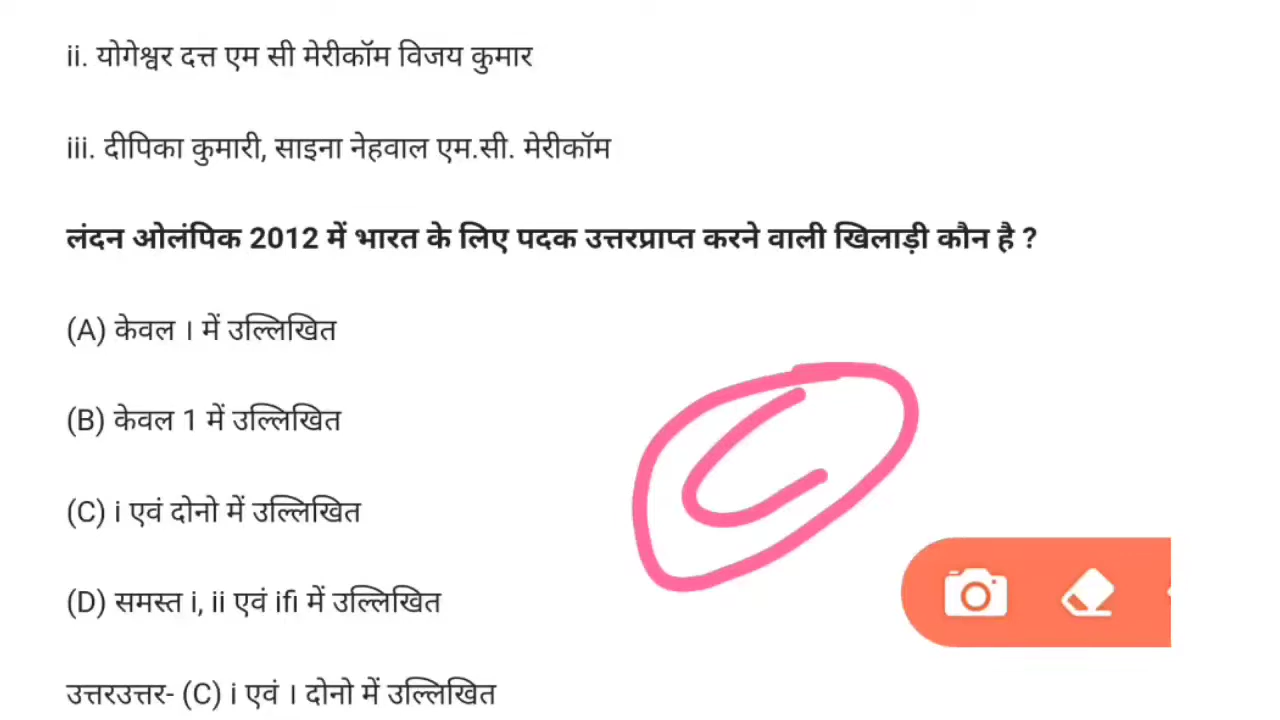 ii. योगेश्वर दत्त एम सी मेरीकॉम विजय कुमार
iii. दीपिका कुमारी, साइना नेहवाल एम.सी. मेरीकॉम
लंदन ओलंपिक 2012 में भारत के लिए पदक उत्तरप्राप्त करने वाली खिलाड़ी कौन है ?
(A) केवल । में उल्लिखित
(B) केवल 1 में उल्लिखित
(C) i एवं दोनो में उल्लिखित
C
(D) समस्त i, ii एवं ifi में उल्लिखित
उत्तरउत्तर- (C) i एवं । दोनो में उल्लिखित